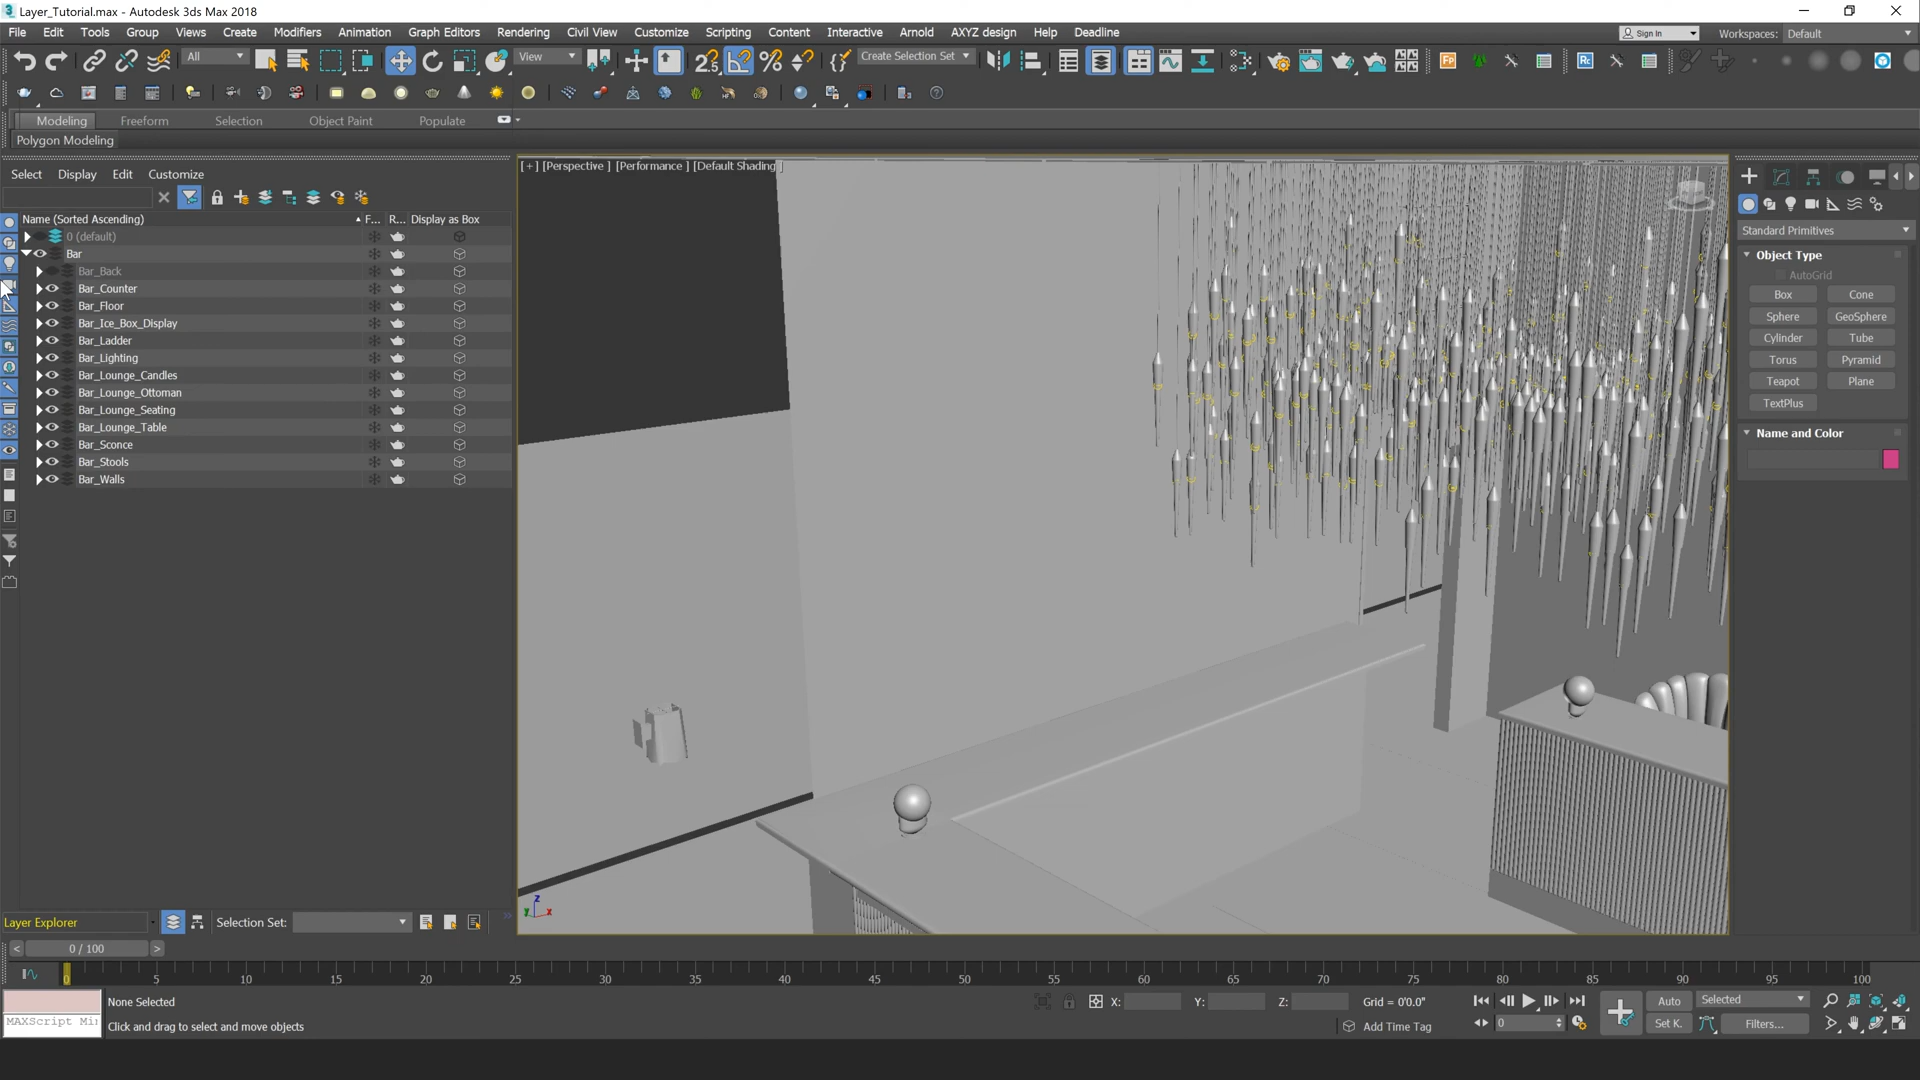 Layer_Tutorial.max - Autodesk 3ds Max 2018
File Edit Tools Group Views Create Modifiers Animation Graph Editors Rendering Civil View Customize Scripting Content Interactive Arnold AXYZ design Help Deadline
Sign In Workspaces: Default
All View Create Selection Set
Modeling Freeform Selection Object Paint Populate
Polygon Modeling
Select Display Edit Customize
Name (Sorted Ascending) F... R... Display as Box
0 (default)
Bar
Bar_Back
Bar_Counter
Bar_Floor
Bar_Ice_Box_Display
Bar_Ladder
Bar_Lighting
Bar_Lounge_Candles
Bar_Lounge_Ottoman
Bar_Lounge_Seating
Bar_Lounge_Table
Bar_Sconce
Bar_Stools
Bar_Walls
[+] [Perspective ] [Performance ] [Default Shading ]
Standard Primitives
Object Type
AutoGrid
Box Cone
Sphere GeoSphere
Cylinder Tube
Torus Pyramid
Teapot Plane
TextPlus
Name and Color
Layer Explorer Selection Set:
< 0 / 100 >
0 5 10 15 20 25 30 35 40 45 50 55 60 65 70 75 80 85 90 95 100
None Selected X: Y: Z: Grid = 0'0.0" Auto Selected
MAXScript Mi Click and drag to select and move objects Add Time Tag 0 Set K. Filters...